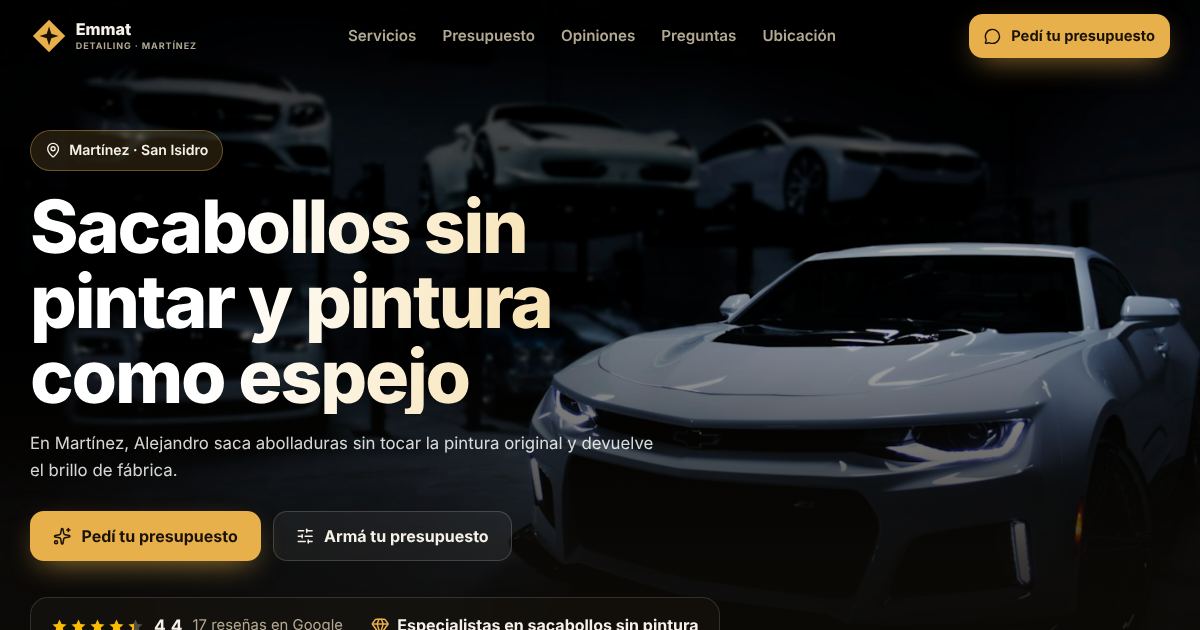 Emmat
DETAILING · MARTÍNEZ
Servicios
Presupuesto
Opiniones
Preguntas
Ubicación
Pedí tu presupuesto
Martínez · San Isidro
Sacabollos sin
pintar y pintura
como espejo
En Martínez, Alejandro saca abolladuras sin tocar la pintura original y devuelve
el brillo de fábrica.
Pedí tu presupuesto
Armá tu presupuesto
4.4 17 reseñas en Google
Especialistas en sacabollos sin pintura